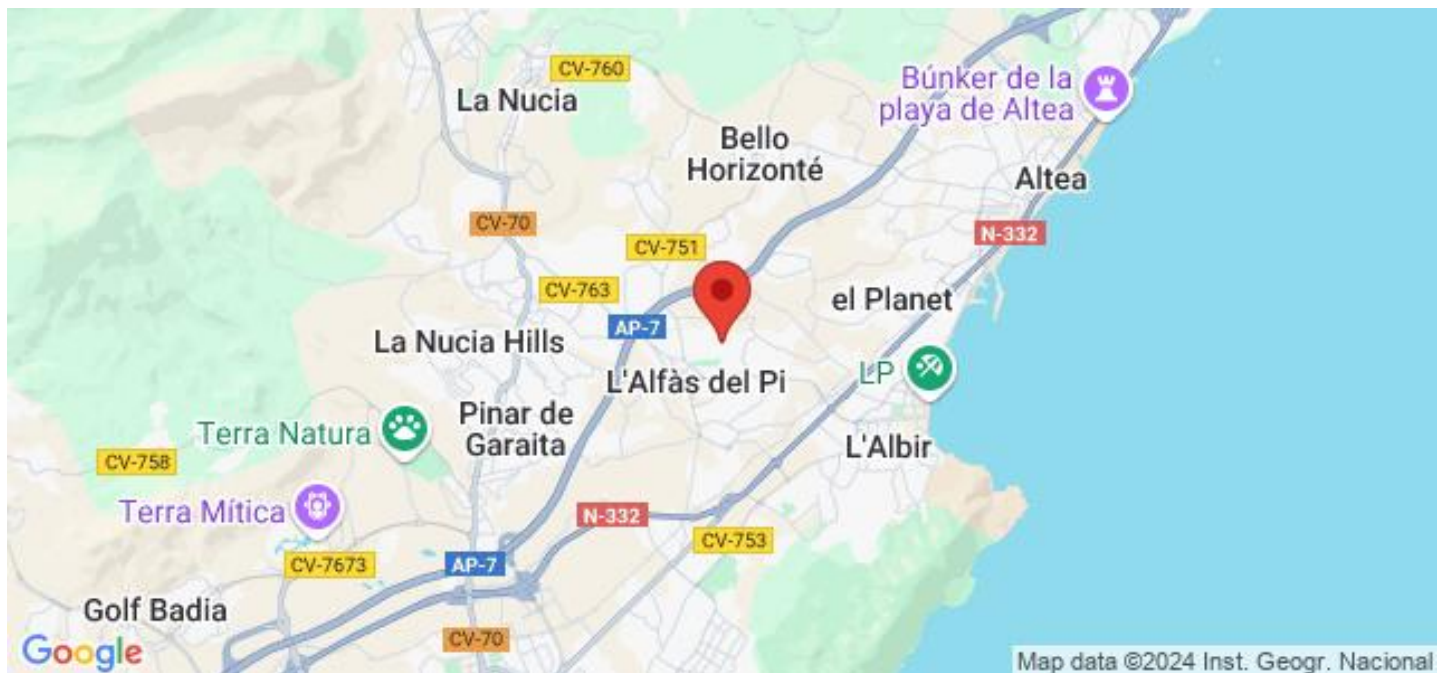 CV-760
La Nucia
Búnker de la
playa de Altea
Bello
Horizonté
Altea
CV-70
N-332
CV-751
CV-763
el Planet
AP-7
La Nucia Hills
LP
L'Alfàs del Pi
Pinar de
Garaita
Terra Natura
L'Albir
CV-758
Terra Mítica
N-332
CV-753
CV-7673
AP-7
Golf Badia
CV-70
Google
Map data ©2024 Inst. Geogr. Nacional